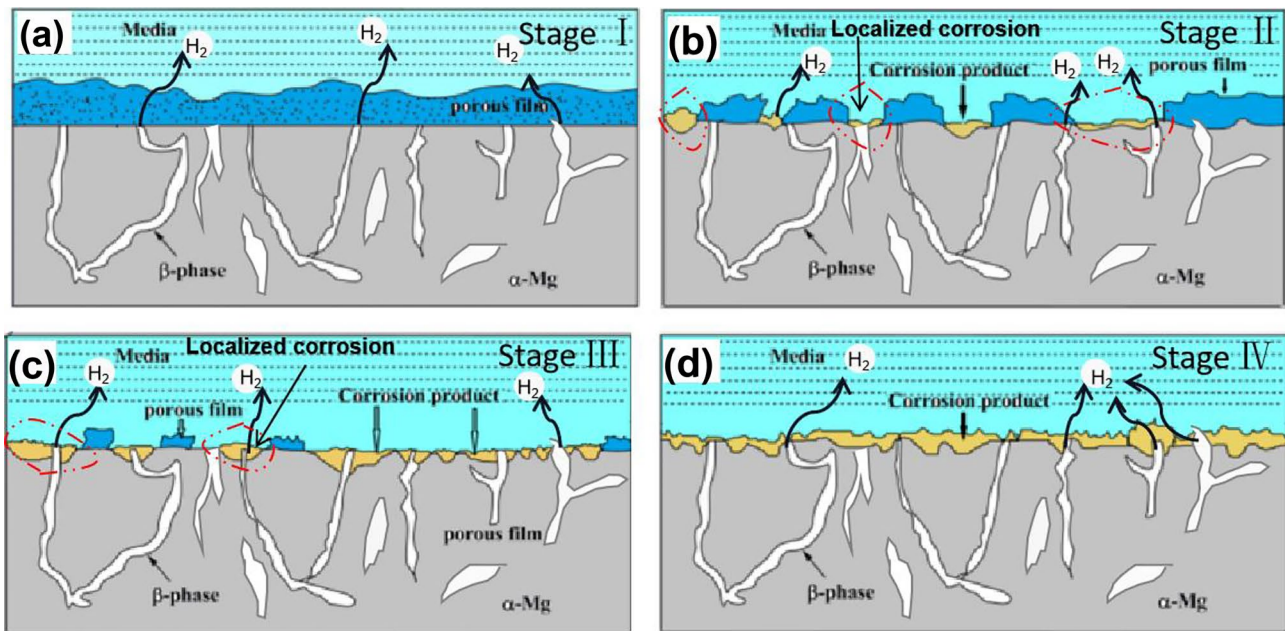 (a)
Media
H₂
H₂
H₂
Stage Ⅰ
porous film
β-phase
α-Mg
(b)
Media
Localized corrosion
Stage Ⅱ
H₂
Corrosion product
H₂
H₂
porous film
β-phase
α-Mg
(c)
Media
Localized corrosion
Stage Ⅲ
H₂
porous film
H₂
Corrosion product
H₂
porous film
β-phase
α-Mg
(d)
Media
H₂
H₂
Stage Ⅳ
Corrosion product
β-phase
α-Mg